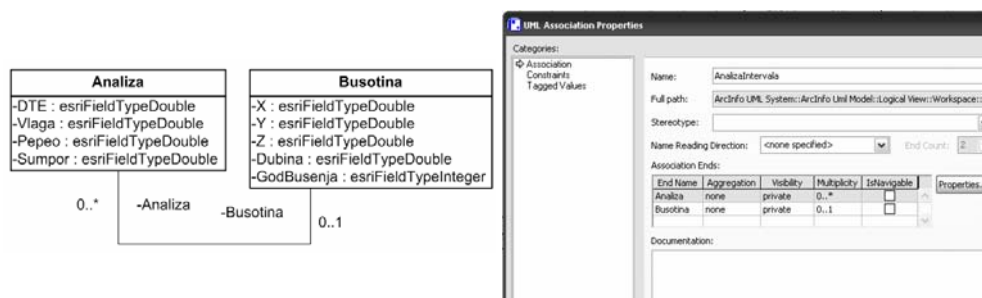 Analiza
-DTE : esriFieldTypeDouble
-Vlaga : esriFieldTypeDouble
-Pepeo : esriFieldTypeDouble
-Sumpor : esriFieldTypeDouble
Busotina
-X : esriFieldTypeDouble
-Y : esriFieldTypeDouble
-Z : esriFieldTypeDouble
-Dubina : esriFieldTypeDouble
-GodBusenja : esriFieldTypeInteger
0..* -Analiza
-Busotina
0..1
UML Association Properties
Categories:
Association
Constraints
Tagged Values
Name: AnalizaIntervala
Full path: ArcInfo UML System::ArcInfo Uml Model::Logical View::Workspace::
Stereotype:
Name Reading Direction: <none specified> End Count: 2
Association Ends:
End Name Aggregation Visibility Multiplicity IsNavigable Properties..
Analiza none private 0..*
Busotina none private 0..1
Documentation: